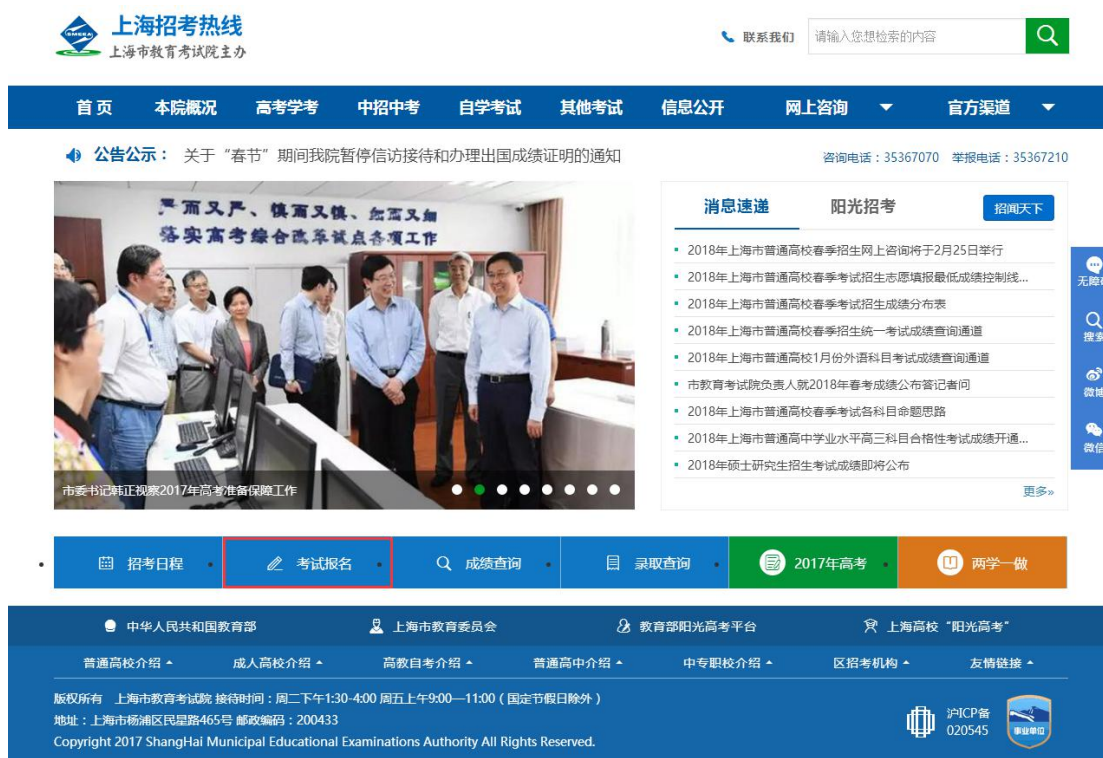 上海招考热线
上海市教育考试院主办
联系我们
请输入您想检索的内容
首页 本院概况 高考学考 中招中考 自学考试 其他考试 信息公开 网上咨询 官方渠道
公告公示： 关于“春节”期间我院暂停信访接待和办理出国成绩证明的通知
咨询电话：35367070 举报电话：35367210
严而又严、慎而又慎、细而又细
落实高考综合改革试点各项工作
市委书记韩正视察2017年高考准备保障工作
消息速递 阳光招考 招闻天下
2018年上海市普通高校春季招生网上咨询将于2月25日举行
2018年上海市普通高校春季考试招生志愿填报最低成绩控制线...
2018年上海市普通高校春季考试招生成绩分布表
2018年上海市普通高校春季招生统一考试成绩查询通道
2018年上海市普通高校1月份外语科目考试成绩查询通道
市教育考试院负责人就2018年春考成绩公布答记者问
2018年上海市普通高校春季考试各科目命题思路
2018年上海市普通高中学业水平高三科目合格性考试成绩开通...
2018年硕士研究生招生考试成绩即将公布
更多»
无障
搜索
微博
微信
招考日程 考试报名 成绩查询 录取查询 2017年高考 两学一做
中华人民共和国教育部 上海市教育委员会 教育部阳光高考平台 上海高校“阳光高考”
普通高校介绍 成人高校介绍 高教自考介绍 普通高中介绍 中专职校介绍 区招考机构 友情链接
版权所有 上海市教育考试院 接待时间：周二下午1:30-4:00 周五上午9:00—11:00（国定节假日除外）
地址：上海市杨浦区民星路465号 邮政编码：200433
Copyright 2017 ShangHai Municipal Educational Examinations Authority All Rights Reserved.
沪ICP备
020545
事业单位